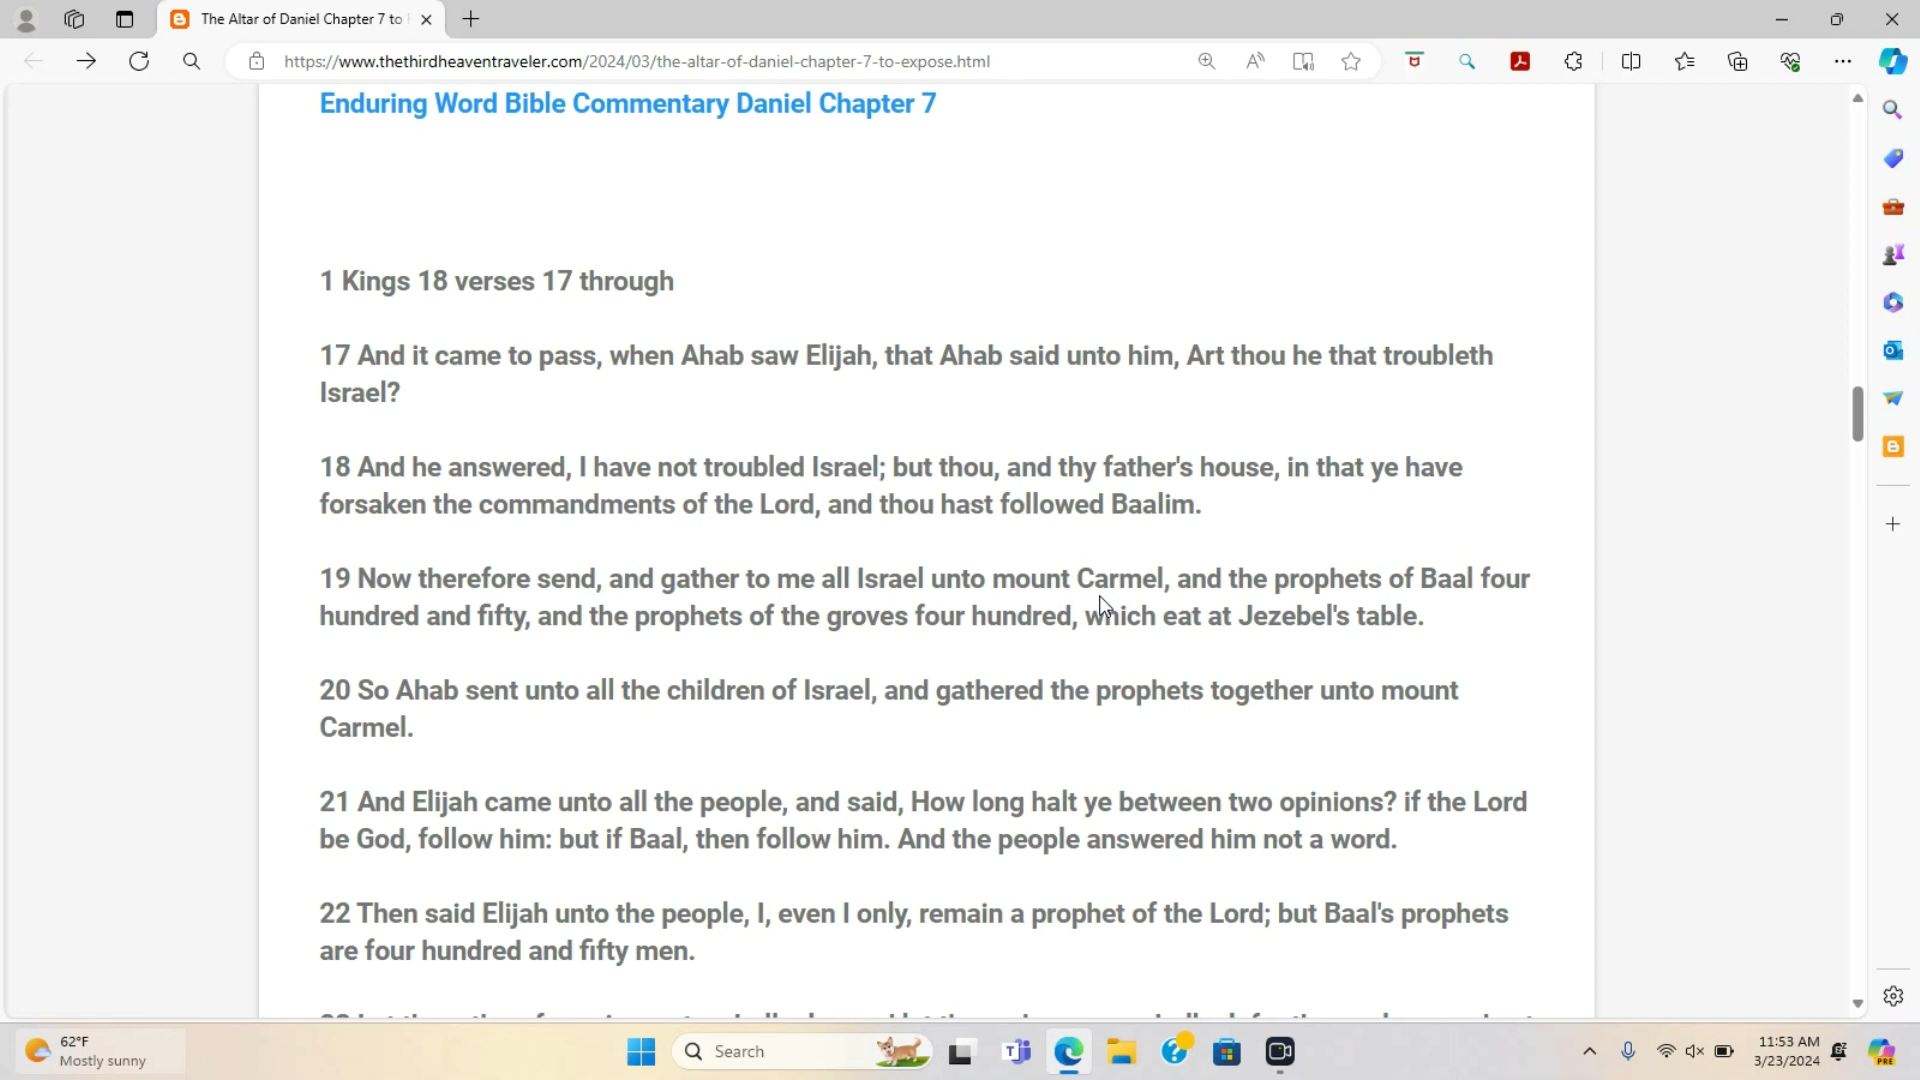 The Altar of Daniel Chapter 7 to
https://www.thethirdheaventraveler.com/2024/03/the-altar-of-daniel-chapter-7-to-expose.html
Enduring Word Bible Commentary Daniel Chapter 7
1 Kings 18 verses 17 through
17 And it came to pass, when Ahab saw Elijah, that Ahab said unto him, Art thou he that troubleth
Israel?
18 And he answered, I have not troubled Israel; but thou, and thy father's house, in that ye have
forsaken the commandments of the Lord, and thou hast followed Baalim.
19 Now therefore send, and gather to me all Israel unto mount Carmel, and the prophets of Baal four
hundred and fifty, and the prophets of the groves four hundred, which eat at Jezebel's table.
20 So Ahab sent unto all the children of Israel, and gathered the prophets together unto mount
Carmel.
21 And Elijah came unto all the people, and said, How long halt ye between two opinions? if the Lord
be God, follow him: but if Baal, then follow him. And the people answered him not a word.
22 Then said Elijah unto the people, I, even I only, remain a prophet of the Lord; but Baal's prophets
are four hundred and fifty men.
62°F
Mostly sunny
Search
11:53 AM
3/23/2024
PRE